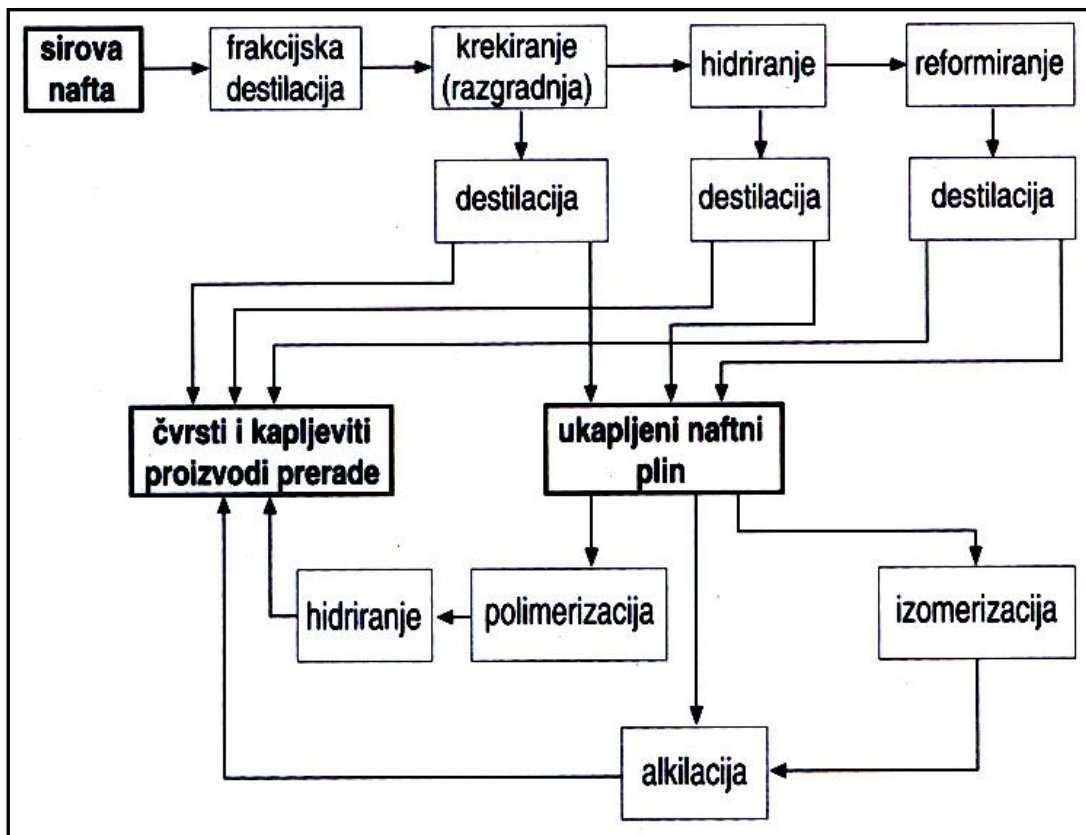 sirova
nafta
frakcijska
destilacija
krekiranje
(razgradnja)
hidriranje
reformiranje
destilacija
destilacija
destilacija
čvrsti i kapljeviti
proizvodi prerade
ukapljeni naftni
plin
hidriranje
polimerizacija
izomerizacija
alkilacija